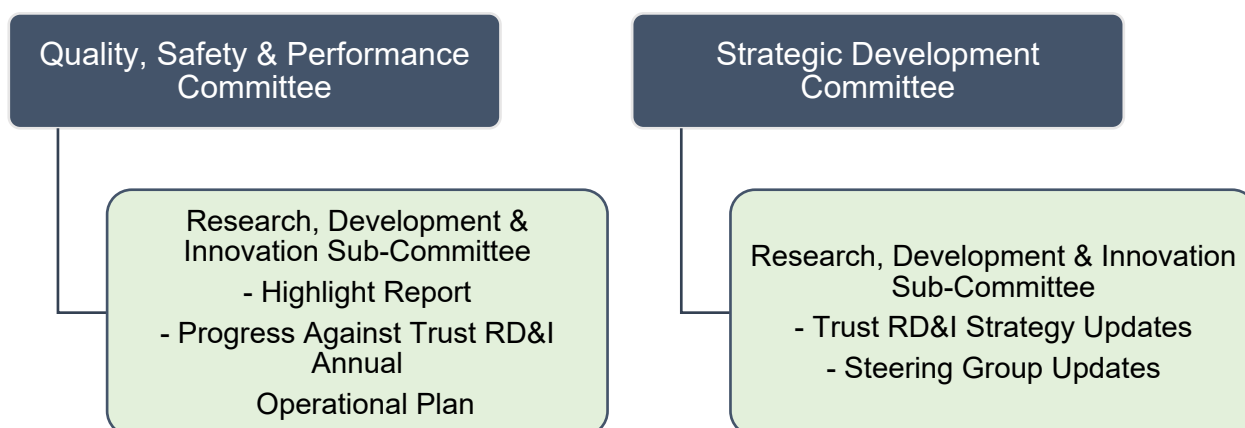 Quality, Safety & Performance
Committee
Research, Development &
Innovation Sub-Committee
- Highlight Report
- Progress Against Trust RD&I
Annual
Operational Plan
Strategic Development
Committee
Research, Development & Innovation
Sub-Committee
- Trust RD&I Strategy Updates
- Steering Group Updates